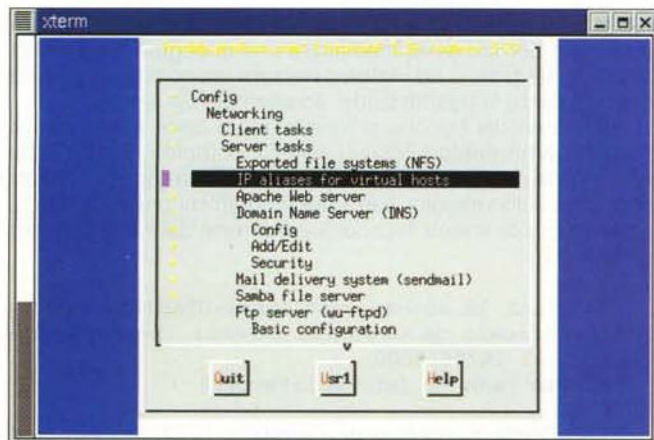 xterm
Config
Networking
Client tasks
Server tasks
Exported file systems (NFS)
IP aliases for virtual hosts
Apache Web server
Domain Name Server (DNS)
Config
Add/Edit
Security
Mail delivery system (sendmail)
Samba file server
Ftp server (wu-ftpd)
Basic configuration
v
Quit Usr1 Help